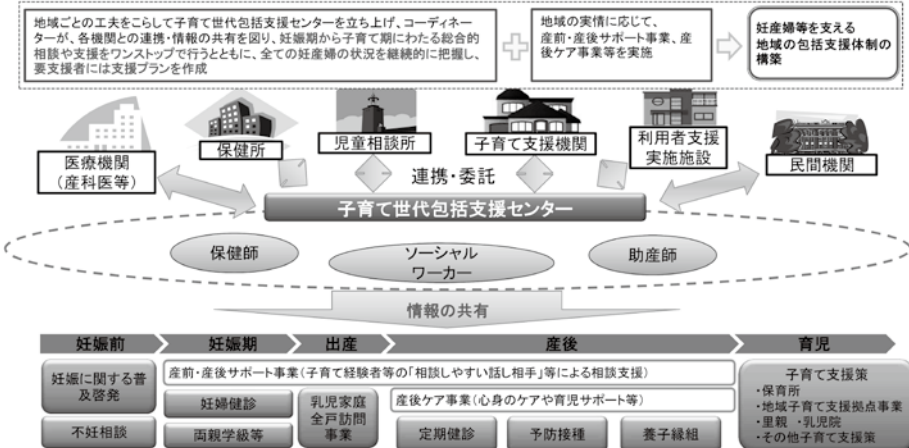 地域ごとの工夫をこらして子育て世代包括支援センターを立ち上げ、コーディネー
ターが、各機関との連携・情報の共有を図り、妊娠期から子育て期にわたる総合的
相談や支援をワンストップで行うとともに、全ての妊産婦の状況を継続的に把握し、
要支援者には支援プランを作成
地域の実情に応じて、
産前・産後サポート事業、産
後ケア事業等を実施
妊産婦等を支える
地域の包括支援体制の
構築
医療機関
(産科医等)
保健所
児童相談所
子育て支援機関
利用者支援
実施施設
民間機関
連携・委託
子育て世代包括支援センター
保健師
ソーシャル
ワーカー
助産師
情報の共有
妊娠前
妊娠期
出産
産後
育児
妊娠に関する普
及啓発
不妊相談
産前・産後サポート事業(子育て経験者等の「相談しやすい話し相手」等による相談支援)
妊婦健診
両親学級等
乳児家庭
全戸訪問
事業
産後ケア事業(心身のケアや育児サポート等)
定期健診
予防接種
養子縁組
子育て支援策
・保育所
・地域子育て支援拠点事業
・里親 ・乳児院
・その他子育て支援策